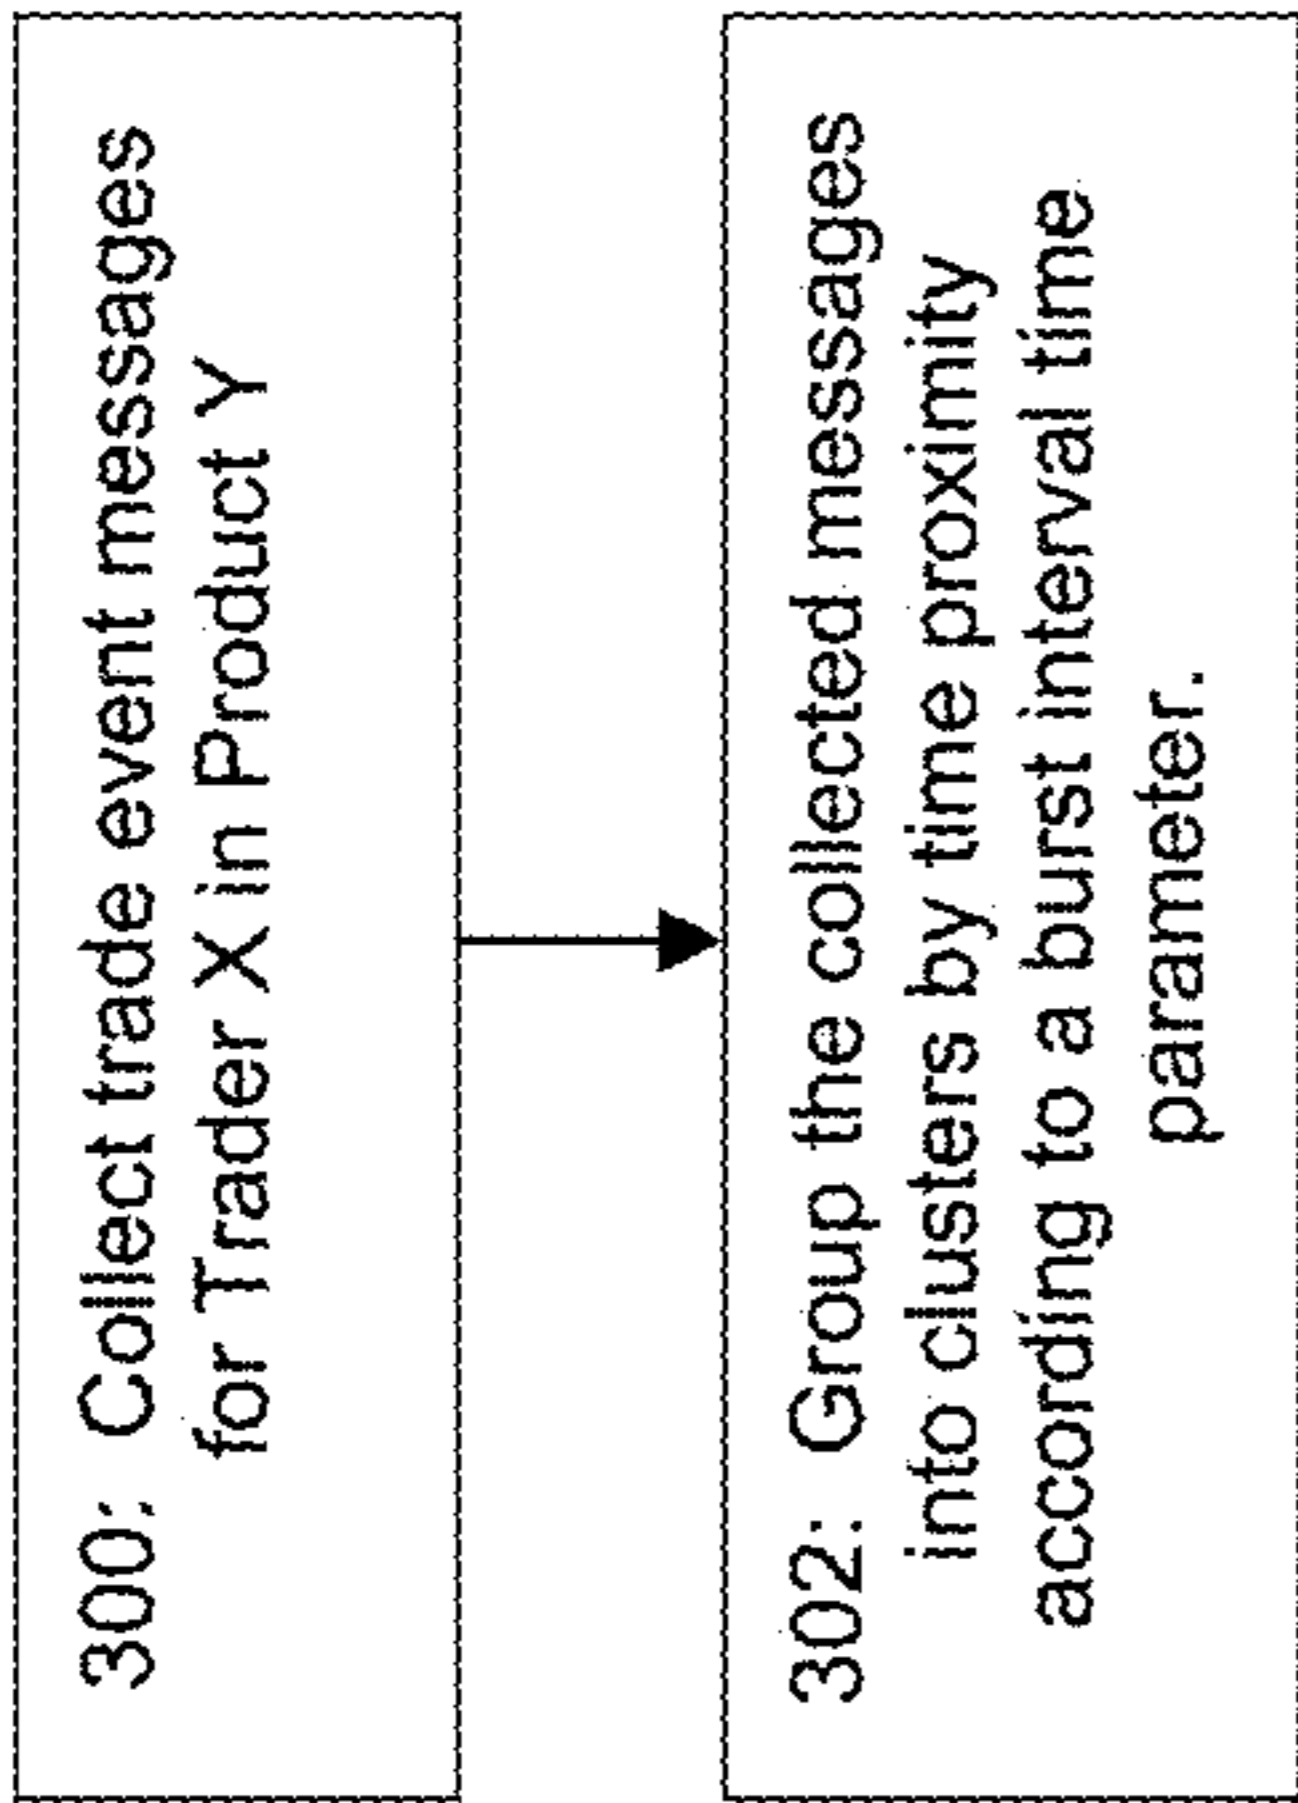 300: Collect trade event messages
for Trader X in Product Y
302: Group the collected messages
into clusters by time proximity
according to a burst interval time
parameter.